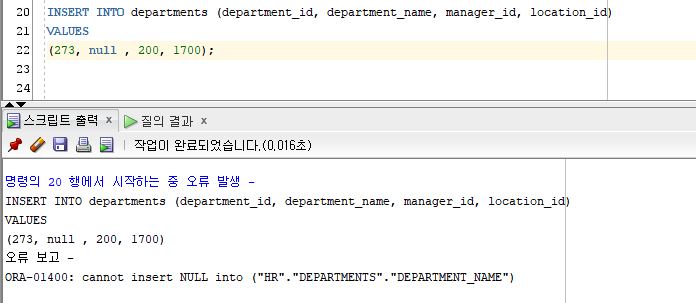 20 INSERT INTO departments (department_id, department_name, manager_id, location_id)
21 VALUES
22 (273, null , 200, 1700);
23
24
스크립트 출력 x 질의 결과 x
작업이 완료되었습니다.(0,016초)
명령의 20 행에서 시작하는 중 오류 발생 -
INSERT INTO departments (department_id, department_name, manager_id, location_id)
VALUES
(273, null , 200, 1700)
오류 보고 -
ORA-01400: cannot insert NULL into ("HR"."DEPARTMENTS"."DEPARTMENT_NAME")